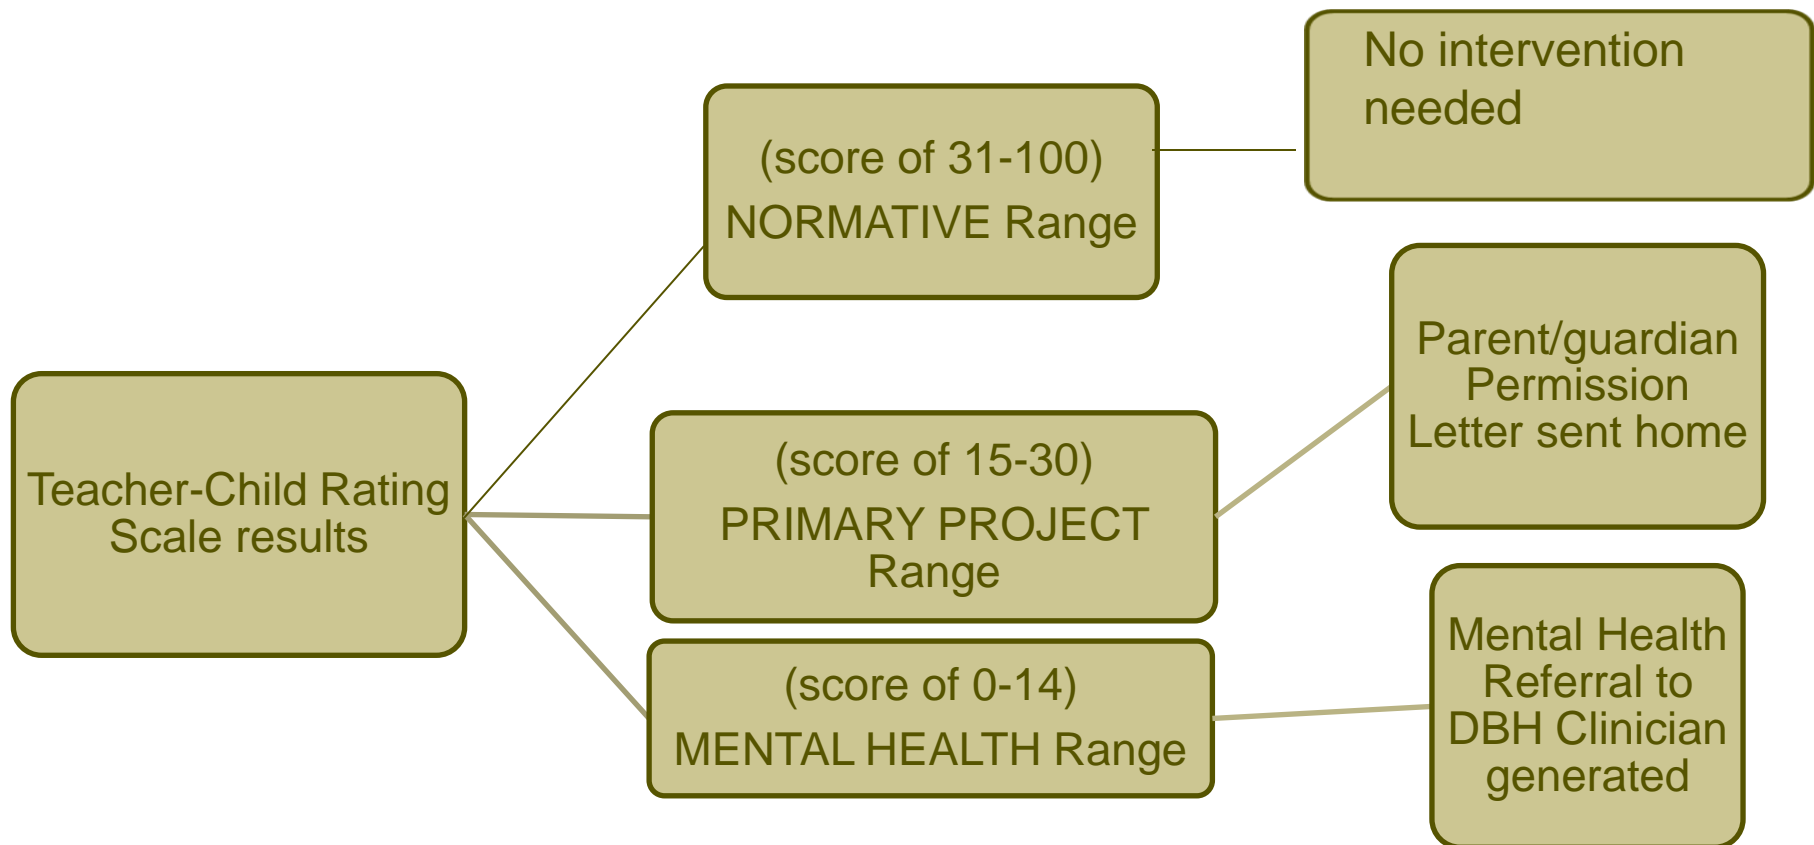 No intervention
needed
(score of 31-100)
NORMATIVE Range
Parent/guardian
Permission
Letter sent home
Teacher-Child Rating
Scale results
(score of 15-30)
PRIMARY PROJECT
Range
(score of 0-14)
MENTAL HEALTH Range
Mental Health
Referral to
DBH Clinician
generated